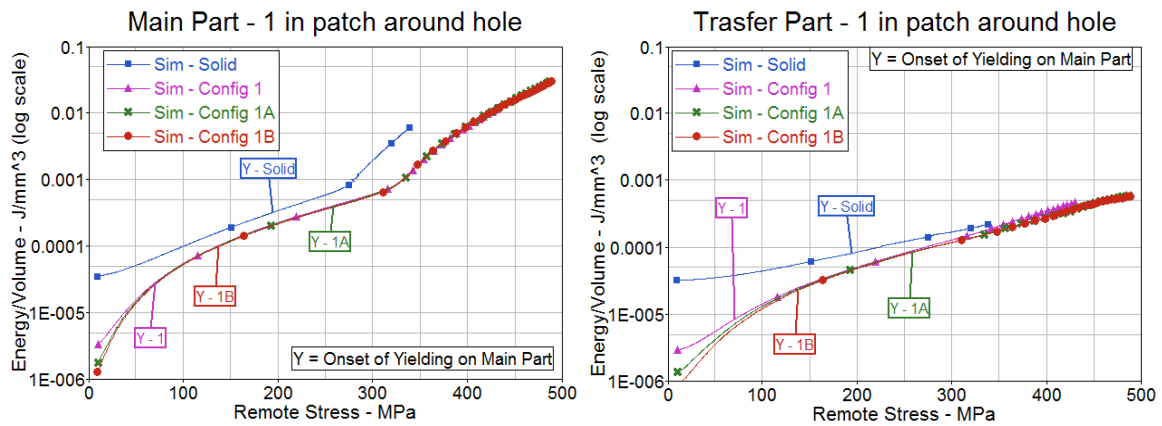 Main Part - 1 in patch around hole
Energy/Volume - J/mm^3 (log scale)
0.1
0.01
0.001
0.0001
1E-005
1E-006
Sim - Solid
Sim - Config 1
Sim - Config 1A
Sim - Config 1B
Y - Solid
Y - 1A
Y - 1B
Y - 1
Y = Onset of Yielding on Main Part
0 100 200 300 400 500
Remote Stress - MPa
Trasfer Part - 1 in patch around hole
Energy/Volume - J/mm^3 (log scale)
0.1
0.01
0.001
0.0001
1E-005
1E-006
Y = Onset of Yielding on Main Part
Sim - Solid
Sim - Config 1
Sim - Config 1A
Sim - Config 1B
Y - 1
Y - Solid
Y - 1A
Y - 1B
0 100 200 300 400 500
Remote Stress - MPa